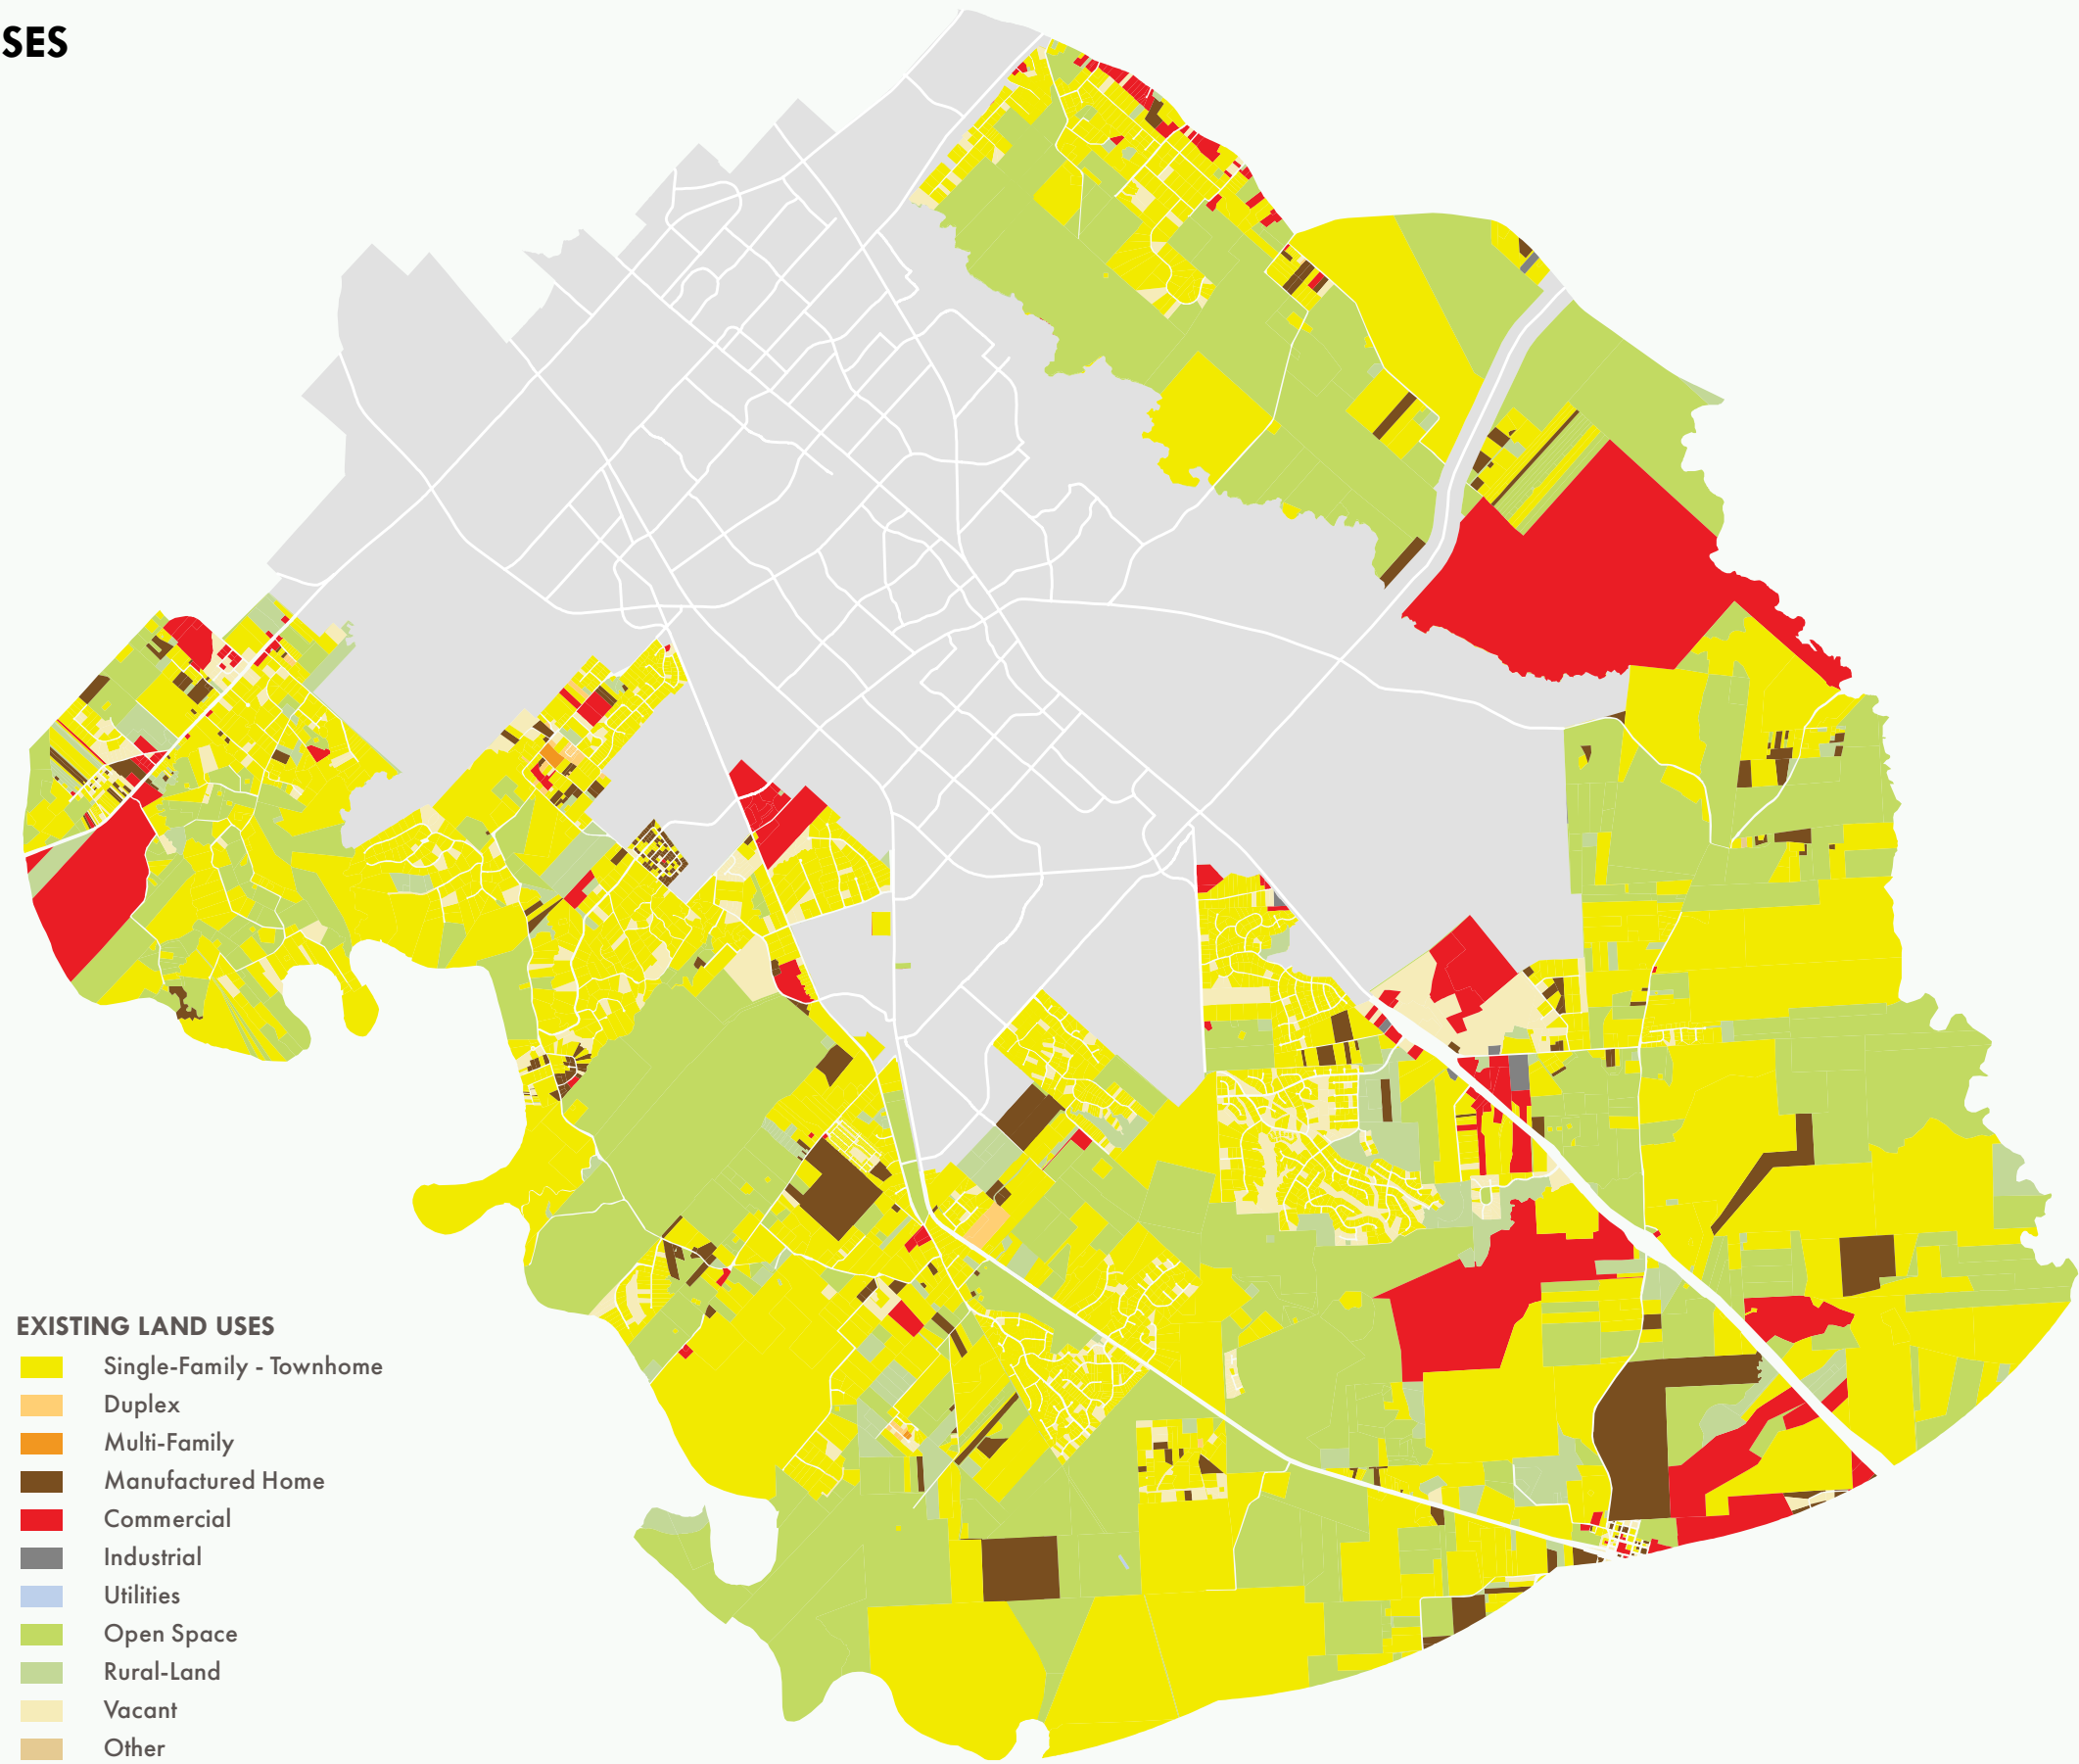 SES
EXISTING LAND USES
Single-Family - Townhome
Duplex
Multi-Family
Manufactured Home
Commercial
Industrial
Utilities
Open Space
Rural-Land
Vacant
Other